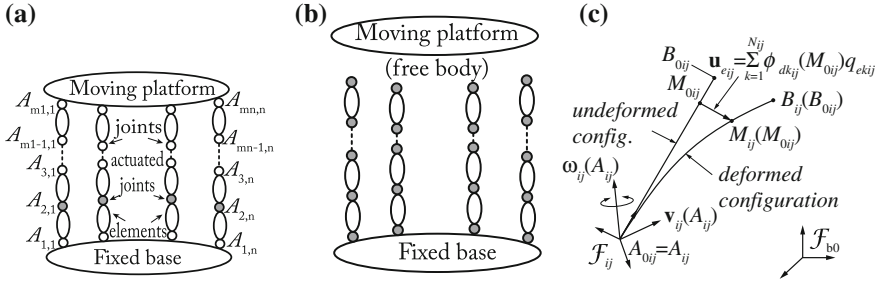 (a)
Moving platform
A_{m1,1}
A_{mn,n}
joints
A_{m1-1,1}
A_{mn-1,n}
actuated
A_{3,1}
A_{3,n}
joints
A_{2,1}
A_{2,n}
elements
A_{1,1}
A_{1,n}
Fixed base
(b)
Moving platform
(free body)
Fixed base
(c)
B_{0ij}
u_{eij}=\sum_{k=1}^{N_{ij}} ϕ_{dkij}(M_{0ij})q_{ekij}
M_{0ij}
B_{ij}(B_{0ij})
undeformed
config.
M_{ij}(M_{0ij})
ω_{ij}(A_{ij})
deformed
configuration
v_{ij}(A_{ij})
ℱ_{ij}
A_{0ij}=A_{ij}
ℱ_{b0}